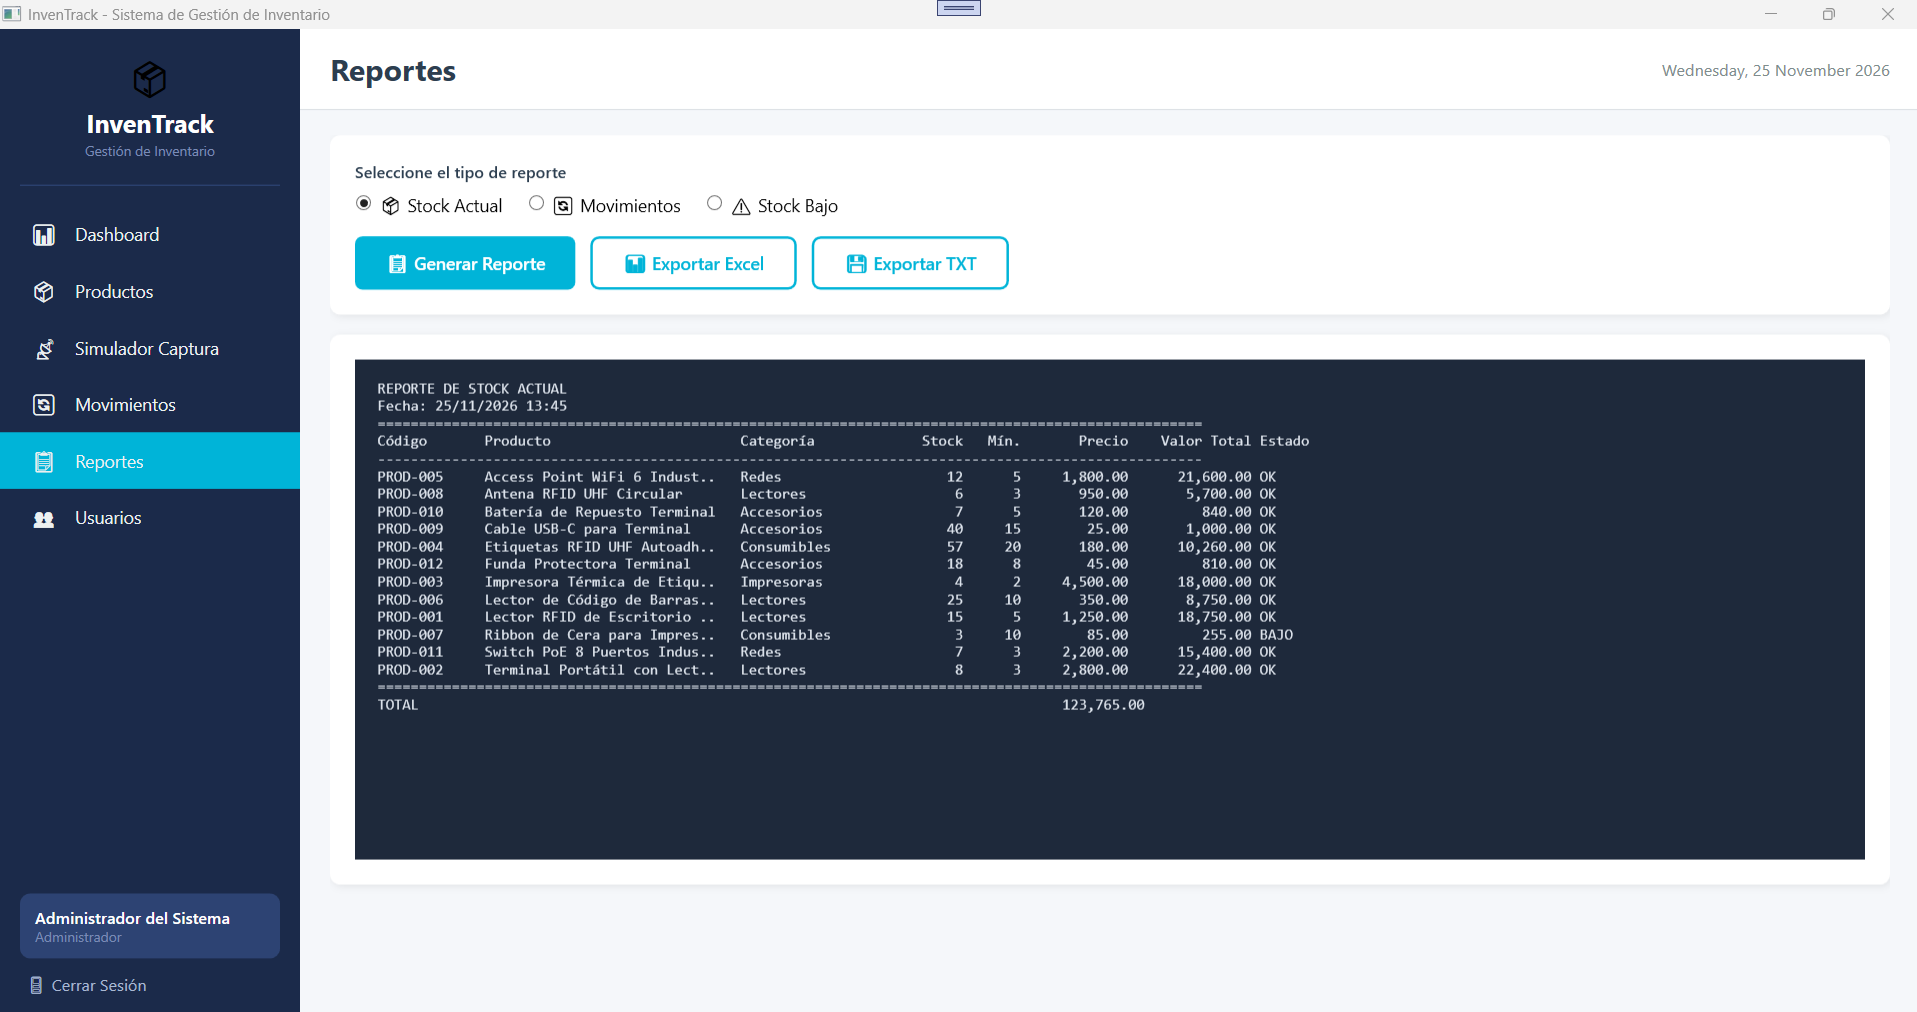 InvenTrack - Sistema de Gestión de Inventario
InvenTrack
Gestión de Inventario
Dashboard
Productos
Simulador Captura
Movimientos
Reportes
Usuarios
Administrador del Sistema
Administrador
Cerrar Sesión
Reportes
Wednesday, 25 November 2026
Seleccione el tipo de reporte
Stock Actual Movimientos Stock Bajo
Generar Reporte Exportar Excel Exportar TXT
REPORTE DE STOCK ACTUAL
Fecha: 25/11/2026 13:45
====================================================================================================
Código Producto Categoría Stock Mín. Precio Valor Total Estado
----------------------------------------------------------------------------------------------------
PROD-005 Access Point WiFi 6 Indust.. Redes 12 5 1,800.00 21,600.00 OK
PROD-008 Antena RFID UHF Circular Lectores 6 3 950.00 5,700.00 OK
PROD-010 Batería de Repuesto Terminal Accesorios 7 5 120.00 840.00 OK
PROD-009 Cable USB-C para Terminal Accesorios 40 15 25.00 1,000.00 OK
PROD-004 Etiquetas RFID UHF Autoadh.. Consumibles 57 20 180.00 10,260.00 OK
PROD-012 Funda Protectora Terminal Accesorios 18 8 45.00 810.00 OK
PROD-003 Impresora Térmica de Etiqu.. Impresoras 4 2 4,500.00 18,000.00 OK
PROD-006 Lector de Código de Barras.. Lectores 25 10 350.00 8,750.00 OK
PROD-001 Lector RFID de Escritorio .. Lectores 15 5 1,250.00 18,750.00 OK
PROD-007 Ribbon de Cera para Impres.. Consumibles 3 10 85.00 255.00 BAJO
PROD-011 Switch PoE 8 Puertos Indus.. Redes 7 3 2,200.00 15,400.00 OK
PROD-002 Terminal Portátil con Lect.. Lectores 8 3 2,800.00 22,400.00 OK
====================================================================================================
TOTAL 123,765.00